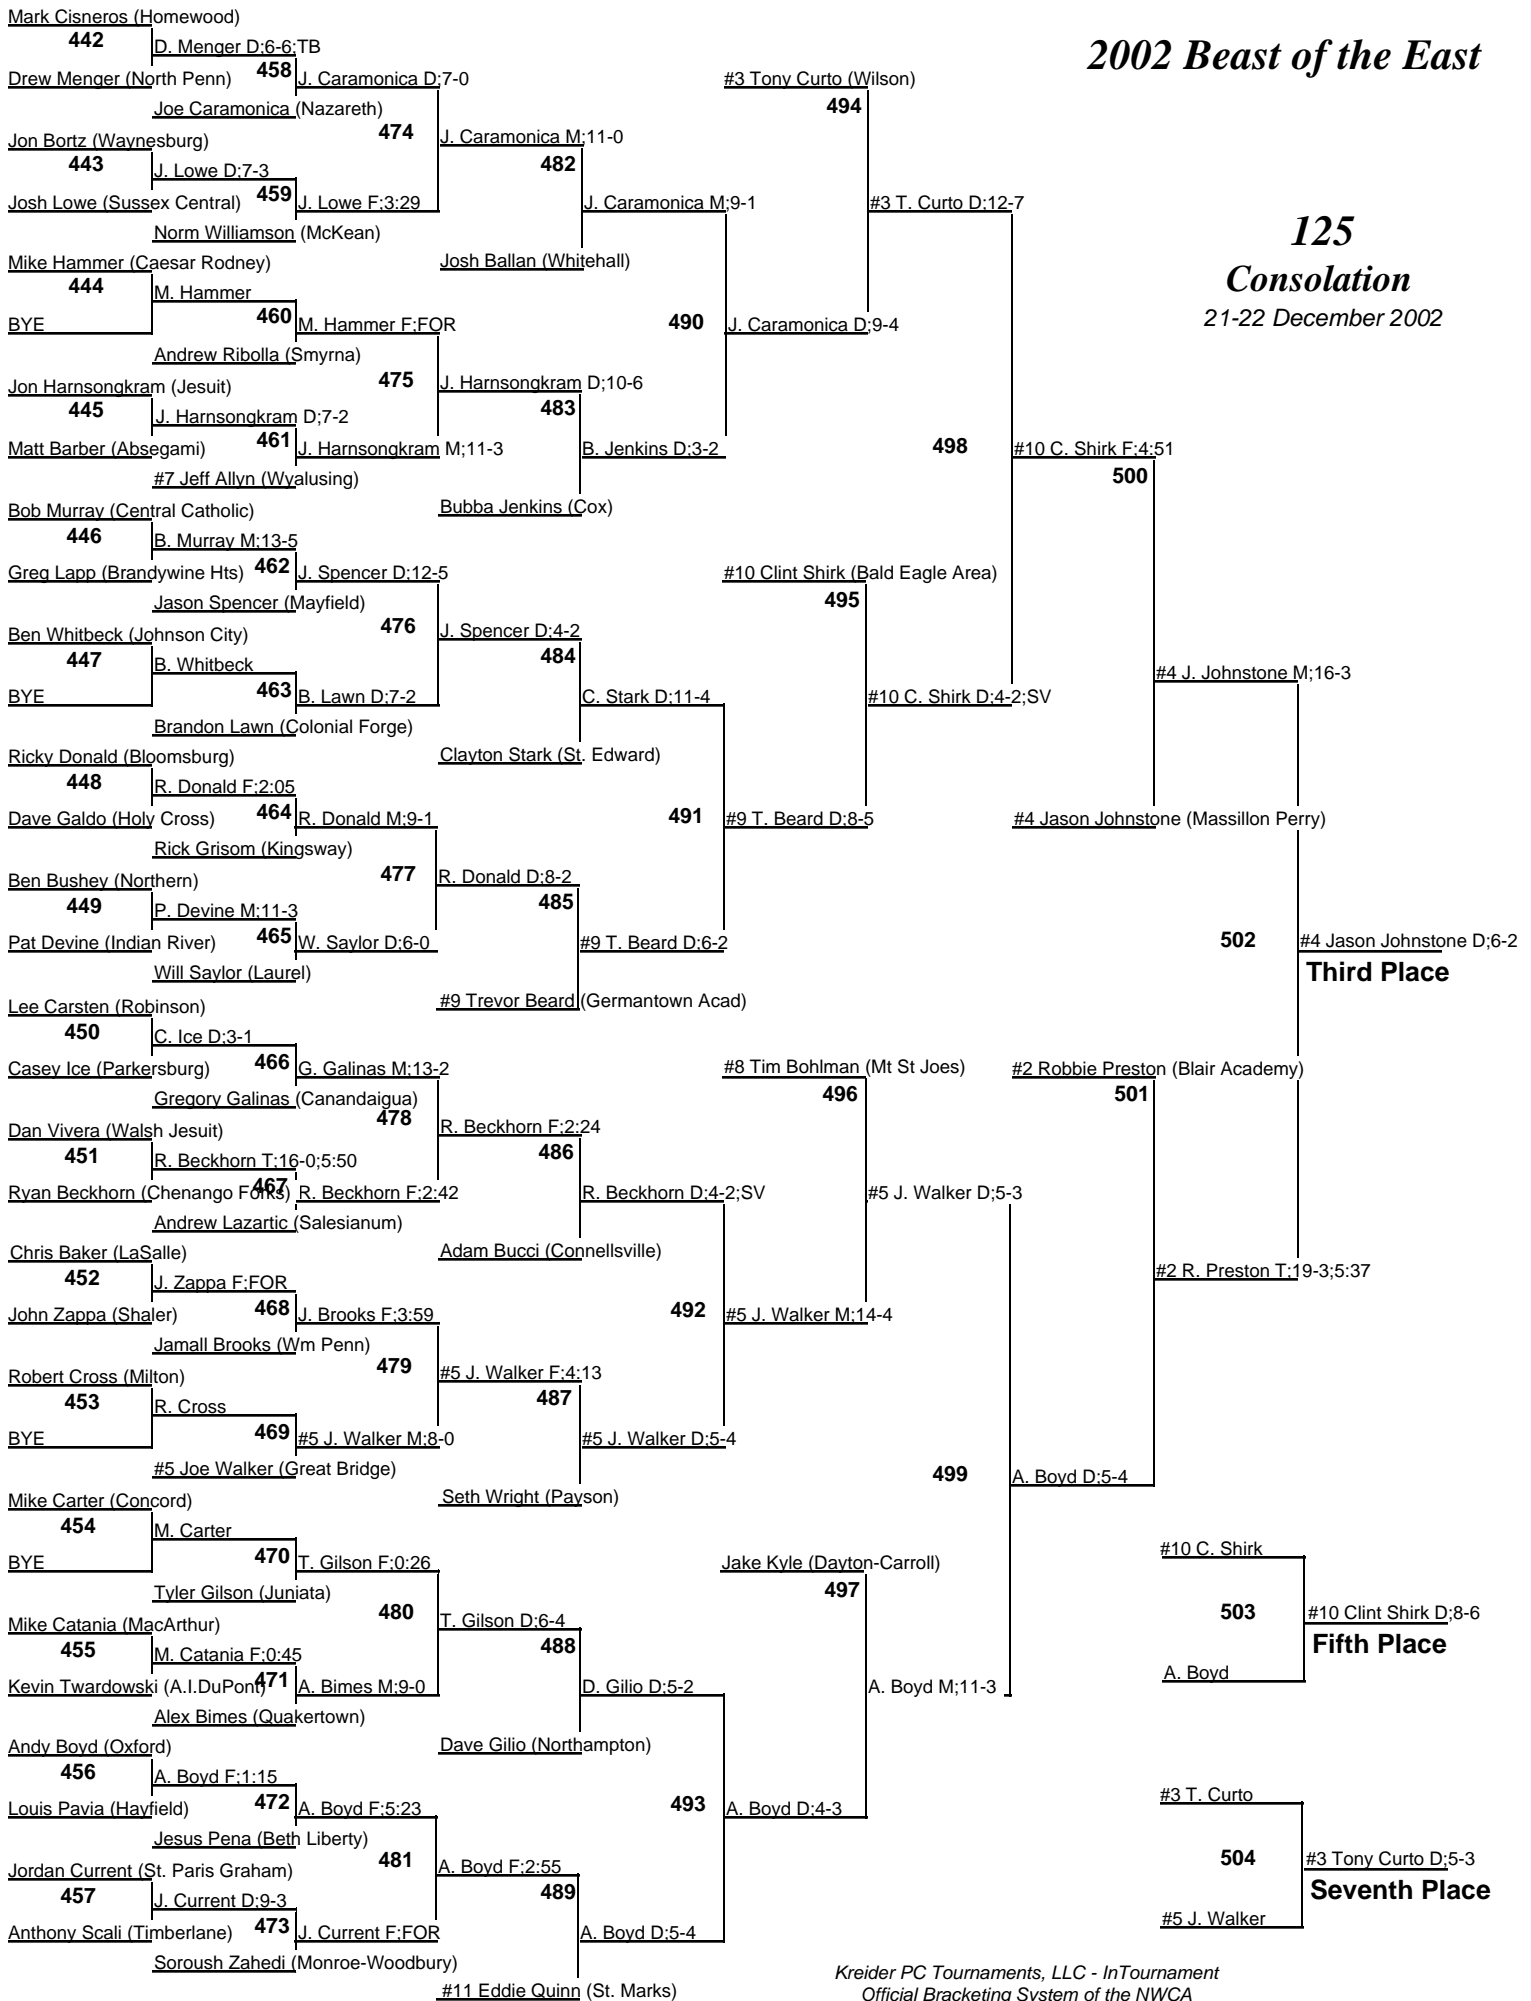 2002 Beast of the East
125
Consolation
21-22 December 2002
Mark Cisneros (Homewood)
442
D. Menger D;6-6;TB
Drew Menger (North Penn)
458
J. Caramonica D;7-0
Joe Caramonica (Nazareth)
474
J. Caramonica M;11-0
Jon Bortz (Waynesburg)
443
J. Lowe D;7-3
Josh Lowe (Sussex Central)
459
J. Lowe F;3:29
Norm Williamson (McKean)
482
J. Caramonica M;9-1
Josh Ballan (Whitehall)
Mike Hammer (Caesar Rodney)
444
M. Hammer
BYE
460
M. Hammer F;FOR
Andrew Ribolla (Smyrna)
475
J. Harnsongkram D;10-6
Jon Harnsongkram (Jesuit)
445
J. Harnsongkram D;7-2
Matt Barber (Absegami)
461
J. Harnsongkram M;11-3
#7 Jeff Allyn (Wyalusing)
483
B. Jenkins D;3-2
Bubba Jenkins (Cox)
490
J. Caramonica D;9-4
#3 Tony Curto (Wilson)
494
#3 T. Curto D;12-7
Bob Murray (Central Catholic)
446
B. Murray M;13-5
Greg Lapp (Brandywine Hts)
462
J. Spencer D;12-5
Jason Spencer (Mayfield)
476
J. Spencer D;4-2
Ben Whitbeck (Johnson City)
447
B. Whitbeck
BYE
463
B. Lawn D;7-2
Brandon Lawn (Colonial Forge)
484
C. Stark D;11-4
Clayton Stark (St. Edward)
Ricky Donald (Bloomsburg)
448
R. Donald F;2:05
Dave Galdo (Holy Cross)
464
R. Donald M;9-1
Rick Grisom (Kingsway)
477
R. Donald D;8-2
Ben Bushey (Northern)
449
P. Devine M;11-3
Pat Devine (Indian River)
465
W. Saylor D;6-0
Will Saylor (Laurel)
485
#9 T. Beard D;6-2
#9 Trevor Beard (Germantown Acad)
491
#9 T. Beard D;8-5
#10 Clint Shirk (Bald Eagle Area)
495
#10 C. Shirk D;4-2;SV
498
#10 C. Shirk F;4:51
500
#4 J. Johnstone M;16-3
#4 Jason Johnstone (Massillon Perry)
502
#4 Jason Johnstone D;6-2
Third Place
Lee Carsten (Robinson)
450
C. Ice D;3-1
Casey Ice (Parkersburg)
466
G. Galinas M;13-2
Gregory Galinas (Canandaigua)
478
R. Beckhorn F;2:24
Dan Vivera (Walsh Jesuit)
451
R. Beckhorn T;16-0;5:50
Ryan Beckhorn (Chenango Forks)
467
R. Beckhorn F;2:42
Andrew Lazartic (Salesianum)
486
R. Beckhorn D;4-2;SV
Adam Bucci (Connellsville)
Chris Baker (LaSalle)
452
J. Zappa F;FOR
John Zappa (Shaler)
468
J. Brooks F;3:59
Jamall Brooks (Wm Penn)
479
#5 J. Walker F;4:13
Robert Cross (Milton)
453
R. Cross
BYE
469
#5 J. Walker M;8-0
#5 Joe Walker (Great Bridge)
487
#5 J. Walker D;5-4
Seth Wright (Payson)
492
#5 J. Walker M;14-4
#8 Tim Bohlman (Mt St Joes)
496
#5 J. Walker D;5-3
#2 Robbie Preston (Blair Academy)
501
#2 R. Preston T;19-3;5:37
Mike Carter (Concord)
454
M. Carter
BYE
470
T. Gilson F;0:26
Tyler Gilson (Juniata)
480
T. Gilson D;6-4
Mike Catania (MacArthur)
455
M. Catania F;0:45
Kevin Twardowski (A.I.DuPont)
471
A. Bimes M;9-0
Alex Bimes (Quakertown)
488
D. Gilio D;5-2
Dave Gilio (Northampton)
Andy Boyd (Oxford)
456
A. Boyd F;1:15
Louis Pavia (Hayfield)
472
A. Boyd F;5:23
Jesus Pena (Beth Liberty)
481
A. Boyd F;2:55
Jordan Current (St. Paris Graham)
457
J. Current D;9-3
Anthony Scali (Timberlane)
473
J. Current F;FOR
Soroush Zahedi (Monroe-Woodbury)
489
A. Boyd D;5-4
#11 Eddie Quinn (St. Marks)
493
A. Boyd D;4-3
Jake Kyle (Dayton-Carroll)
497
A. Boyd M;11-3
499
A. Boyd D;5-4
#10 C. Shirk
503
#10 Clint Shirk D;8-6
Fifth Place
A. Boyd
#3 T. Curto
504
#3 Tony Curto D;5-3
Seventh Place
#5 J. Walker
Kreider PC Tournaments, LLC - InTournament
Official Bracketing System of the NWCA